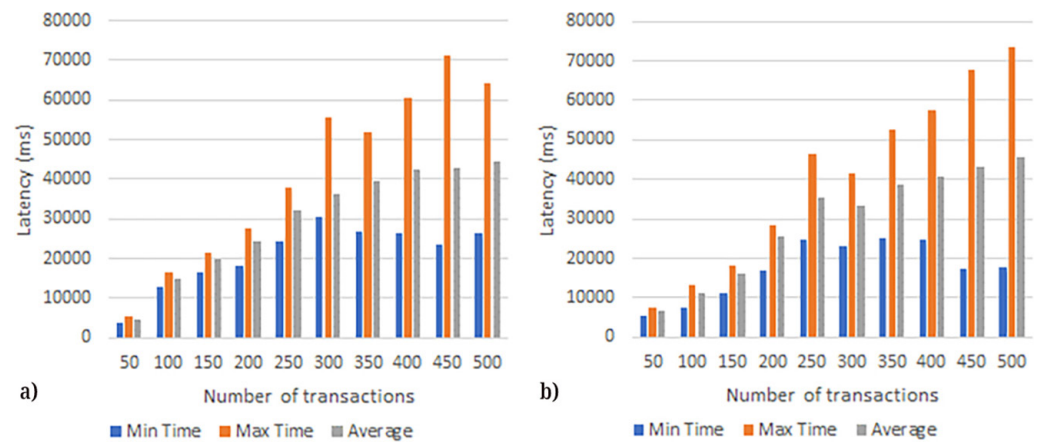 80000
70000
60000
50000
40000
30000
20000
10000
0
Latency (ms)
50 100 150 200 250 300 350 400 450 500
Number of transactions
a)
Min Time Max Time Average
80000
70000
60000
50000
40000
30000
20000
10000
0
Latency (ms)
50 100 150 200 250 300 350 400 450 500
Number of transactions
b)
Min Time Max Time Average